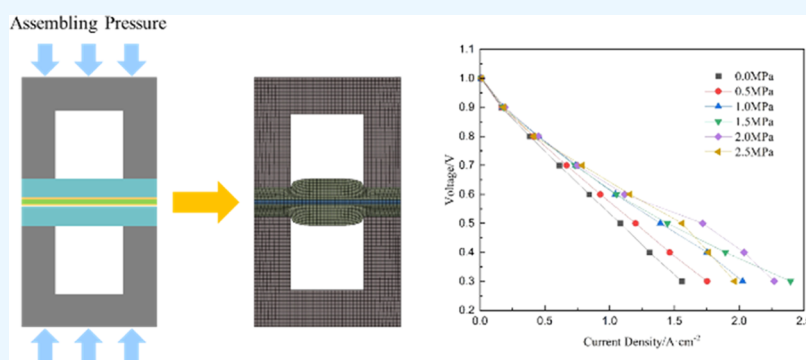 Assembling Pressure
1.1
1.0
0.9
0.8
0.7
0.6
0.5
0.4
0.3
0.2
Voltage/V
0.0MPa
0.5MPa
1.0MPa
1.5MPa
2.0MPa
2.5MPa
0.0 0.5 1.0 1.5 2.0 2.5
Current Density/A·cm⁻²